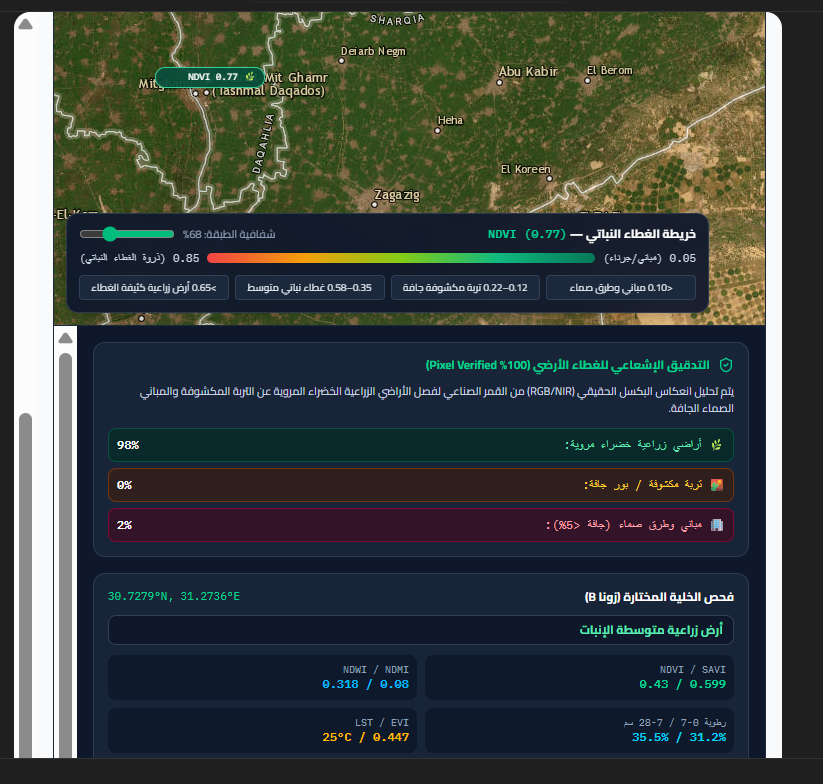 SHARQIA
Deiarb Negm
NDVI 0.77
Mit Ghamr
(Tashmal Daqados)
Abu Kabir
El Berom
Heha
DAQAHLIA
El Koreen
Zagazig
خريطة الغطاء النباتي — NDVI (0.77)
شفافية الطبقة: 68%
0.05 (مباني/جرداء)
0.85 (ذروة الغطاء النباتي)
<0.10 مباني وطرق صماء
0.12–0.22 تربة مكشوفة جافة
0.35–0.58 غطاء نباتي متوسط
>0.65 أرض زراعية كثيفة الغطاء
التدقيق الإشعاعي للغطاء الأرضي (100% Pixel Verified)
يتم تحليل انعكاس البكسل الحقيقي (RGB/NIR) من القمر الصناعي لفصل الأراضي الزراعية الخضراء المروية عن التربة المكشوفة والمباني
الصماء الجافة.
أراضي زراعية خضراء مروية:
98%
تربة مكشوفة / بور جافة:
0%
مباني وطرق صماء (جافة <5%):
2%
فحص الخلية المختارة (زونا B)
30.7279°N, 31.2736°E
أرض زراعية متوسطة الإنبات
NDVI / SAVI
0.43 / 0.599
NDWI / NDMI
0.318 / 0.08
رطوبة 0-7 / 7-28 سم
35.5% / 31.2%
LST / EVI
25°C / 0.447